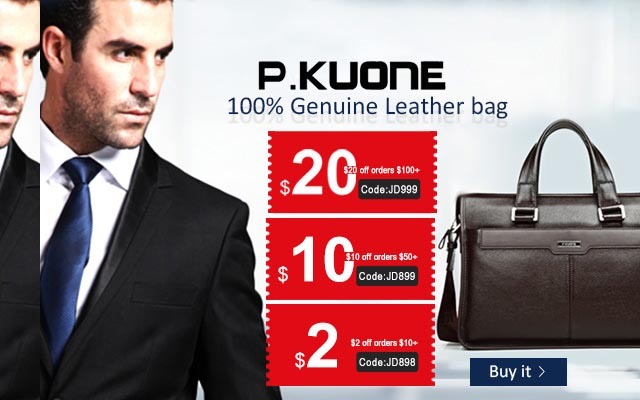 P.KUONE
100% Genuine Leather bag
$20
$20 off orders $100+
Code:JD999
$10
$10 off orders $50+
Code:JD899
$2
$2 off orders $10+
Code:JD898
Buy it >